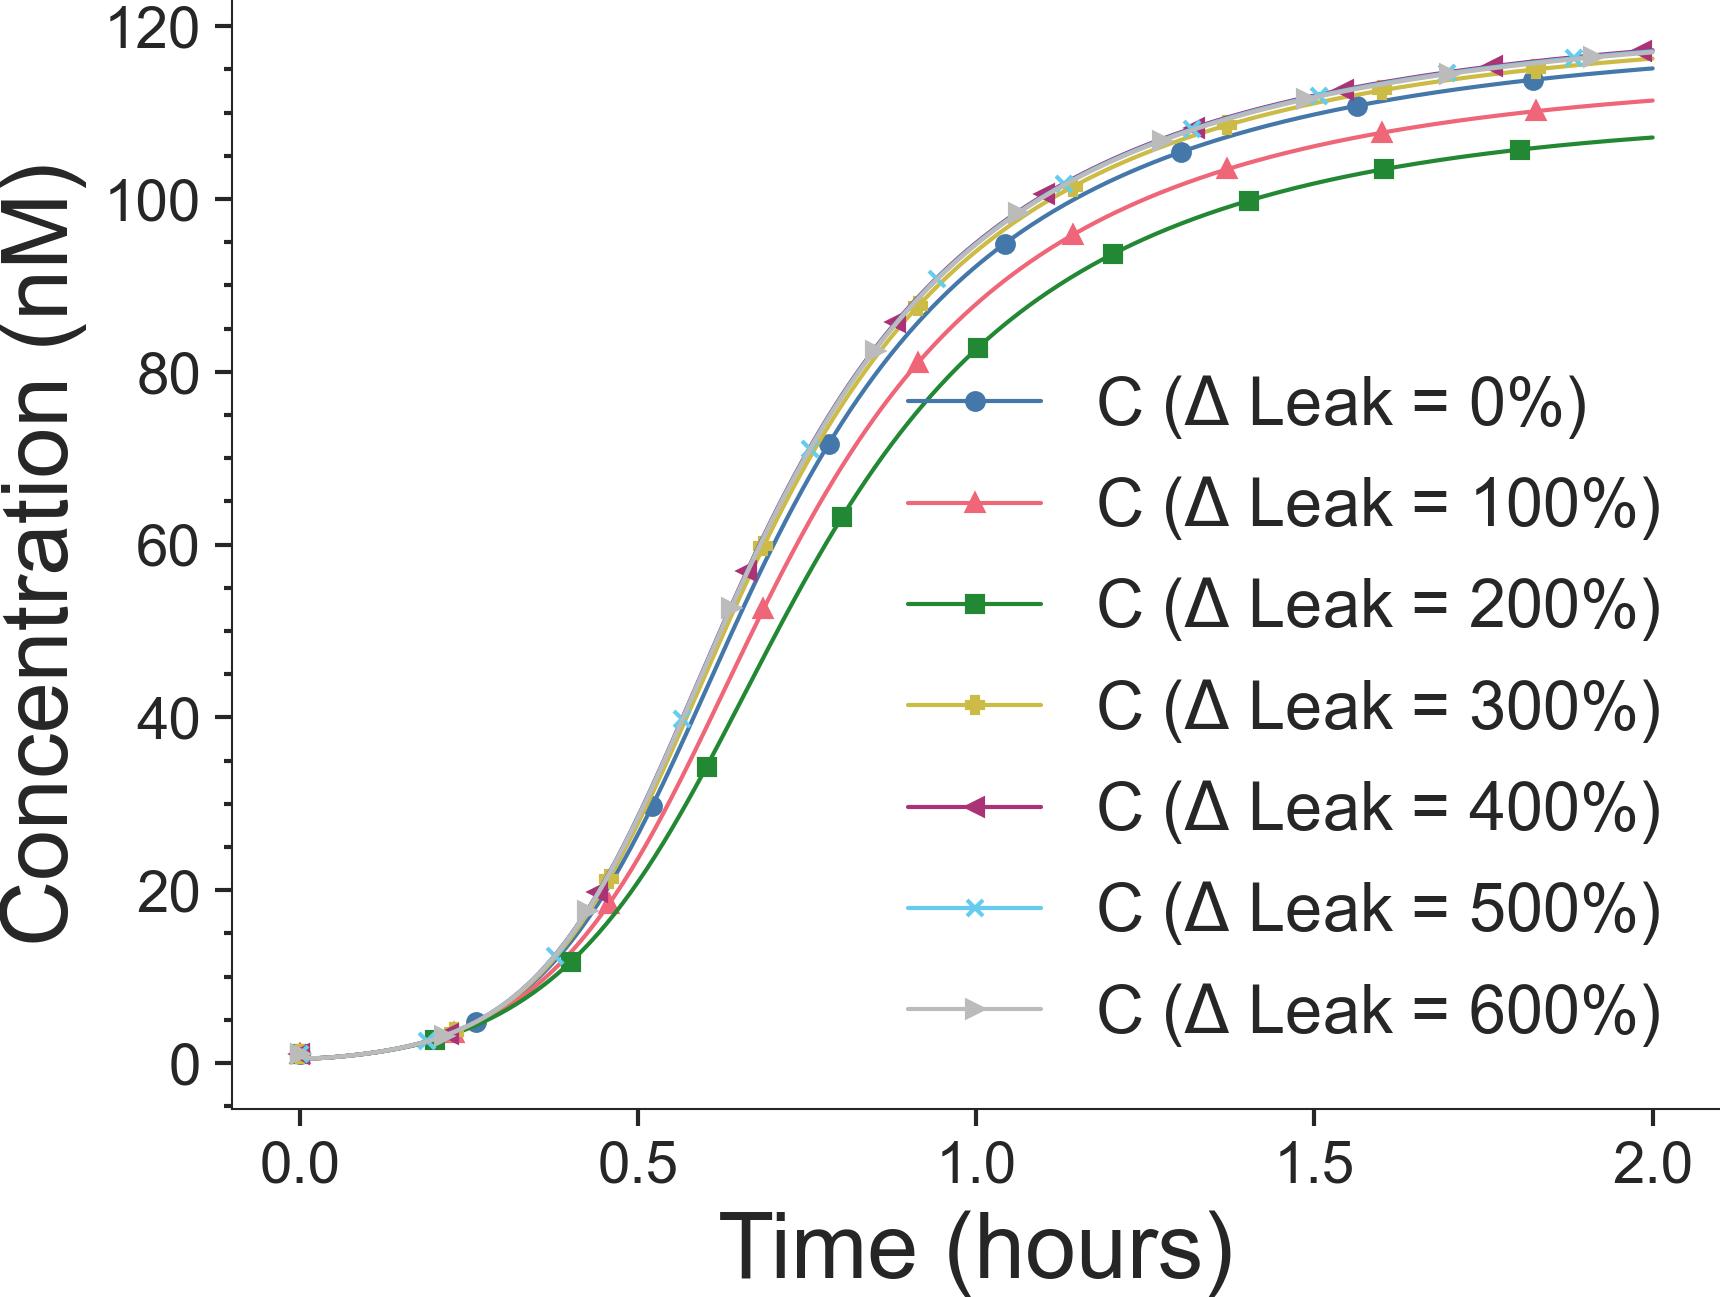 Concentration (nM)
120
100
80
60
40
20
0
C (Δ Leak = 0%)
C (Δ Leak = 100%)
C (Δ Leak = 200%)
C (Δ Leak = 300%)
C (Δ Leak = 400%)
C (Δ Leak = 500%)
C (Δ Leak = 600%)
0.0 0.5 1.0 1.5 2.0
Time (hours)